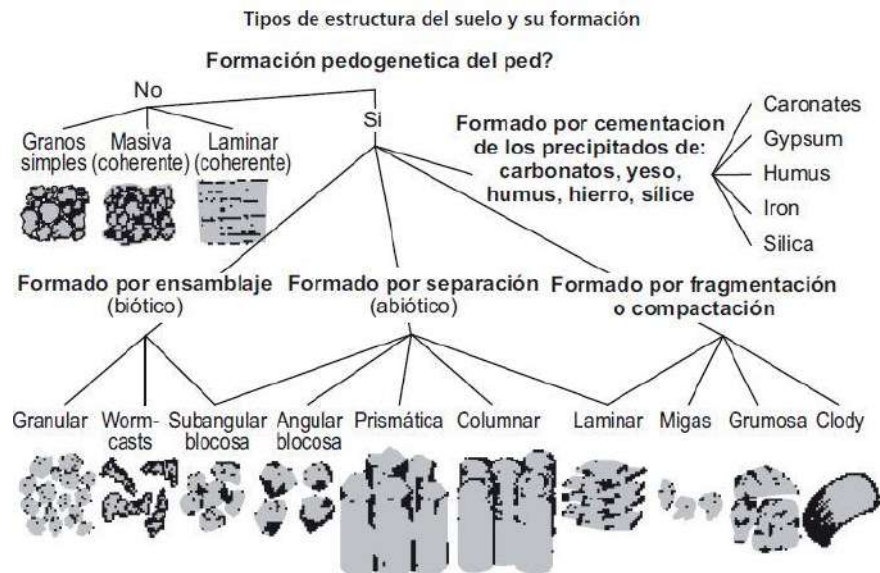 Tipos de estructura del suelo y su formación
Formación pedogenetica del ped?
No
Si
Granos simples
Masiva (coherente)
Laminar (coherente)
Formado por cementacion
de los precipitados de:
carbonatos, yeso,
humus, hierro, sílice
Caronates
Gypsum
Humus
Iron
Silica
Formado por ensamblaje
(biótico)
Formado por separación
(abiótico)
Formado por fragmentación
o compactación
Granular
Worm-
casts
Subangular
blocosa
Angular
blocosa
Prismática
Columnar
Laminar
Migas
Grumosa
Clody